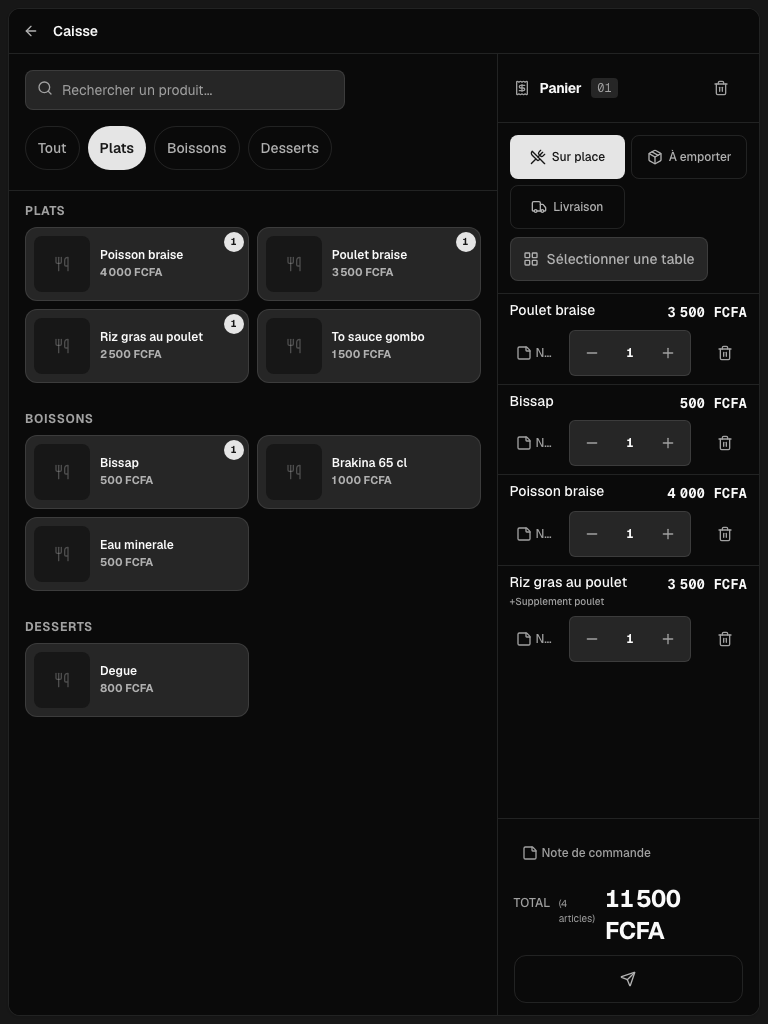 Caisse
Rechercher un produit...
Tout
Plats
Boissons
Desserts
PLATS
Poisson braise
4 000 FCFA
1
Poulet braise
3 500 FCFA
1
Riz gras au poulet
2 500 FCFA
1
To sauce gombo
1 500 FCFA
BOISSONS
Bissap
500 FCFA
1
Brakina 65 cl
1 000 FCFA
Eau minerale
500 FCFA
DESSERTS
Degue
800 FCFA
Panier 01
Sur place
À emporter
Livraison
Sélectionner une table
Poulet braise 3 500 FCFA
N... − 1 +
Bissap 500 FCFA
N... − 1 +
Poisson braise 4 000 FCFA
N... − 1 +
Riz gras au poulet 3 500 FCFA
+Supplement poulet
N... − 1 +
Note de commande
TOTAL (4 articles)
11 500
FCFA